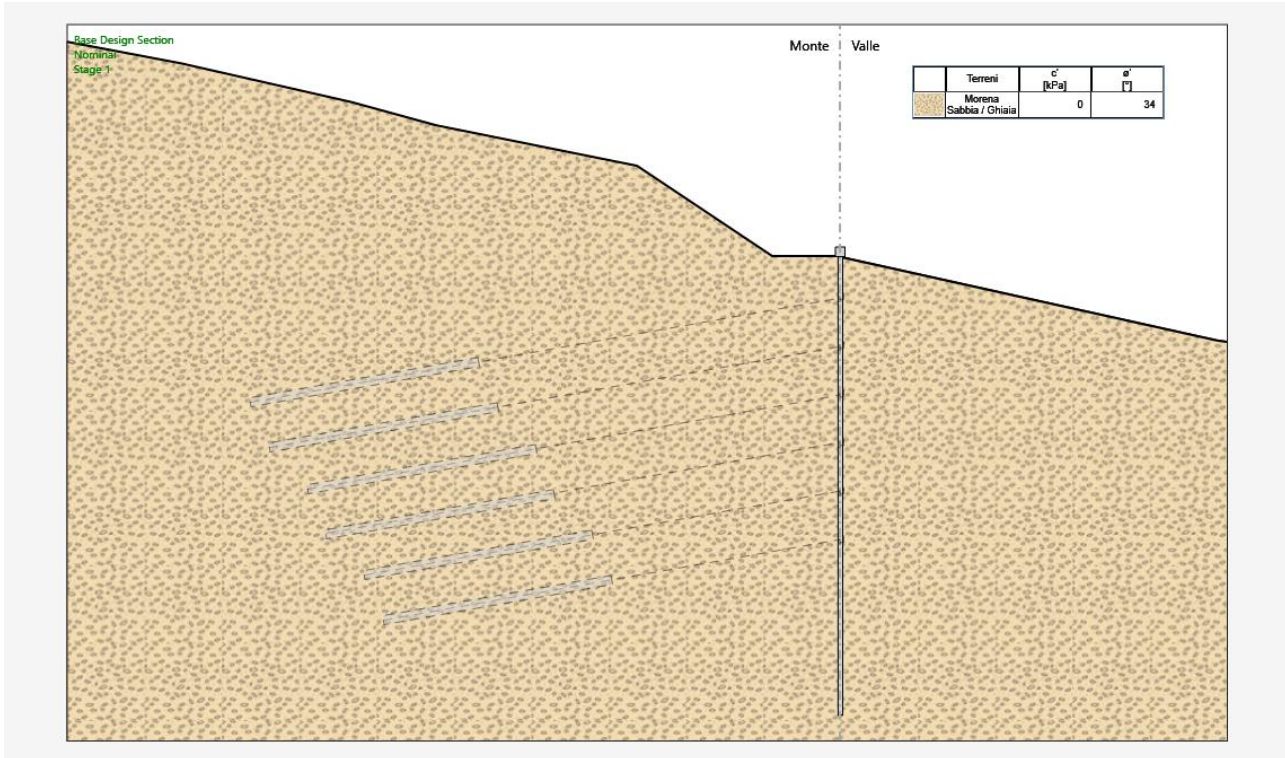 Base Design Section
Nominal
Stage 1
Monte Valle
Terreni c' ø'
[kPa] [°]
Morena 0 34
Sabbia / Ghiaia